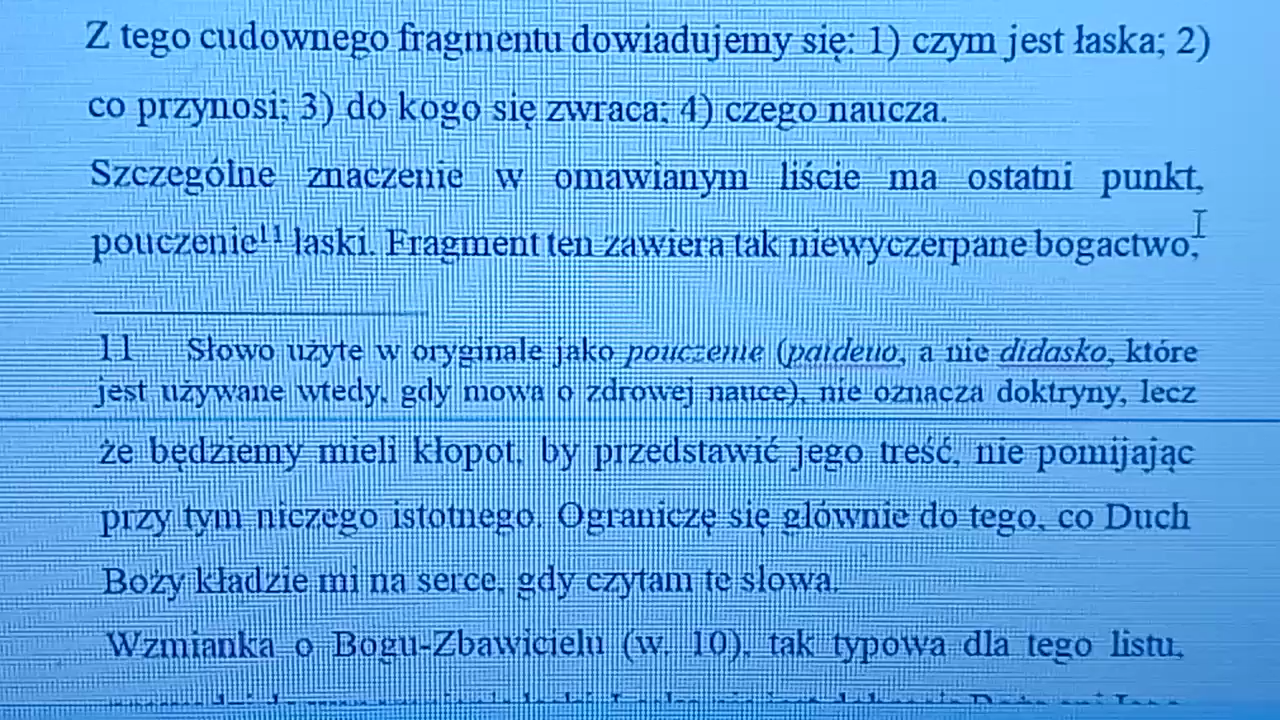 Z tego cudownego fragmentu dowiadujemy się: 1) czym jest łaska; 2)
co przynosi; 3) do kogo się zwraca; 4) czego naucza.
Szczególne znaczenie w omawianym liście ma ostatni punkt,
pouczenie¹¹ łaski. Fragment ten zawiera tak niewyczerpane bogactwo,
11 Słowo użyte w oryginale jako pouczenie (paideuo, a nie didasko, które
jest używane wtedy, gdy mowa o zdrowej nauce), nie oznacza doktryny, lecz
że będziemy mieli kłopot, by przedstawić jego treść, nie pomijając
przy tym niczego istotnego. Ograniczę się głównie do tego, co Duch
Boży kładzie mi na serce, gdy czytam te słowa.
Wzmianka o Bogu-Zbawicielu (w. 10), tak typowa dla tego listu,